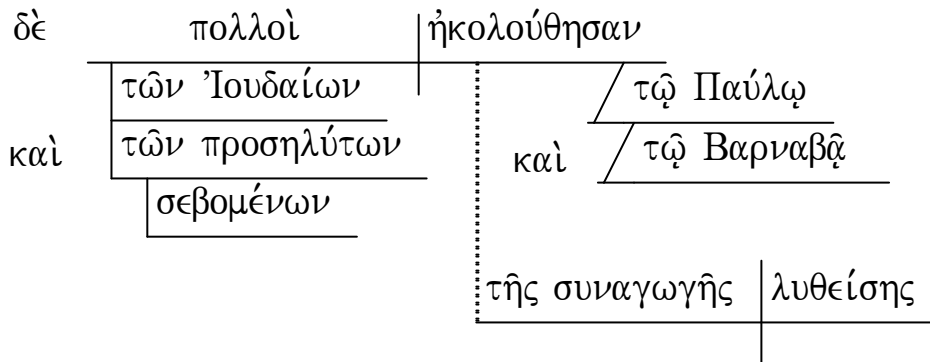 δὲ πολλοὶ ἠκολούθησαν
τῶν Ἰουδαίων τῷ Παύλῳ
καὶ τῶν προσηλύτων καὶ τῷ Βαρναβᾷ
σεβομένων
τῆς συναγωγῆς λυθείσης